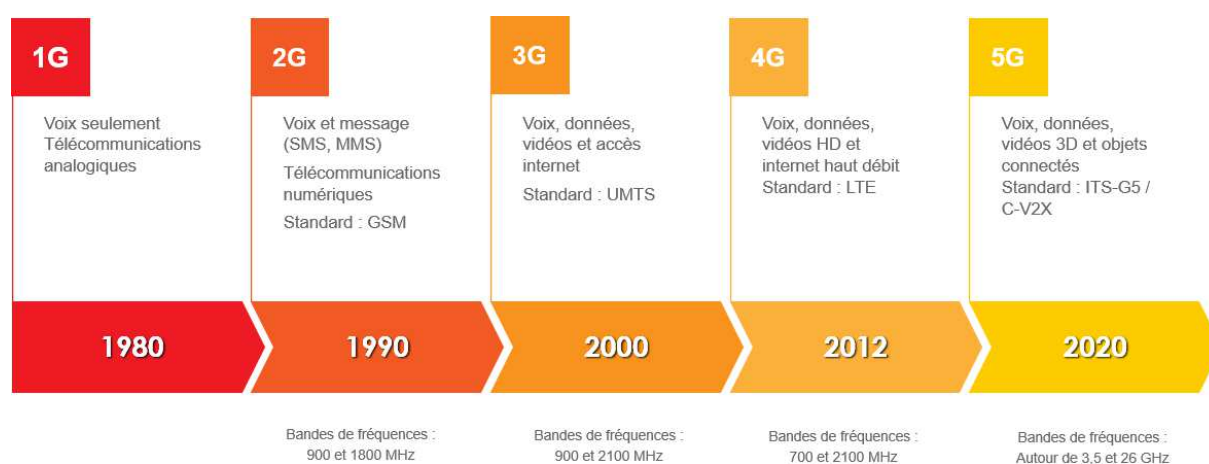 1G
Voix seulement
Télécommunications
analogiques
2G
Voix et message
(SMS, MMS)
Télécommunications
numériques
Standard : GSM
3G
Voix, données,
vidéos et accès
internet
Standard : UMTS
4G
Voix, données,
vidéos HD et
internet haut débit
Standard : LTE
5G
Voix, données,
vidéos 3D et objets
connectés
Standard : ITS-G5 /
C-V2X
1980
1990
2000
2012
2020
Bandes de fréquences :
900 et 1800 MHz
Bandes de fréquences :
900 et 2100 MHz
Bandes de fréquences :
700 et 2100 MHz
Bandes de fréquences :
Autour de 3,5 et 26 GHz